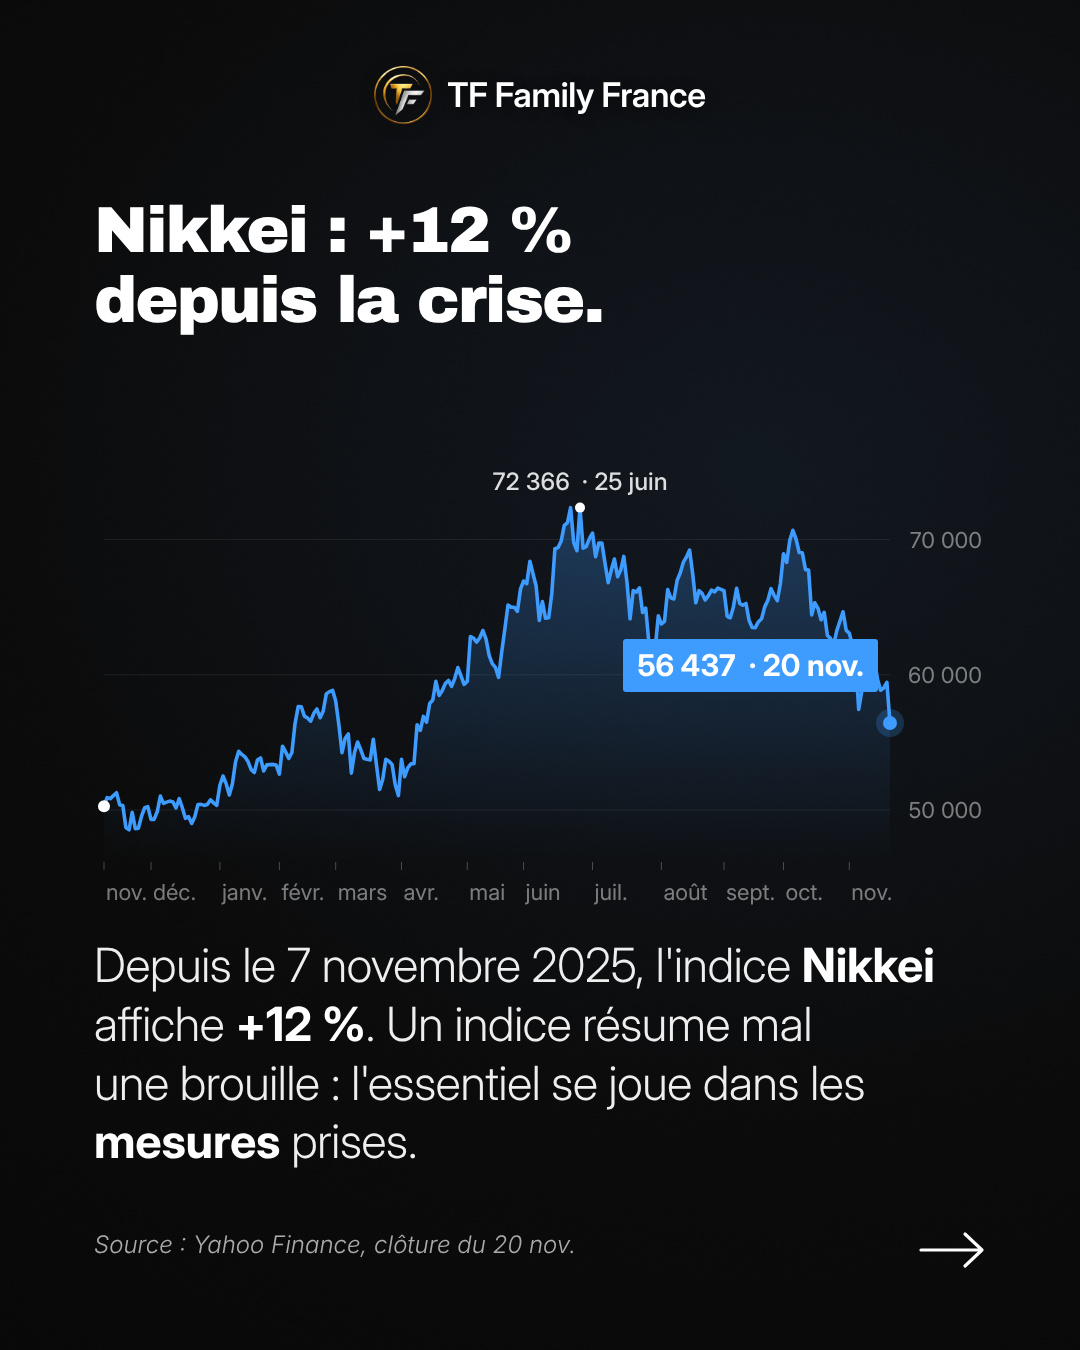 TF Family France
Nikkei : +12 %
depuis la crise.
72 366 · 25 juin
70 000
56 437 · 20 nov.
60 000
50 000
nov. déc. janv. févr. mars avr. mai juin juil. août sept. oct. nov.
Depuis le 7 novembre 2025, l'indice Nikkei
affiche +12 %. Un indice résume mal
une brouille : l'essentiel se joue dans les
mesures prises.
Source : Yahoo Finance, clôture du 20 nov.